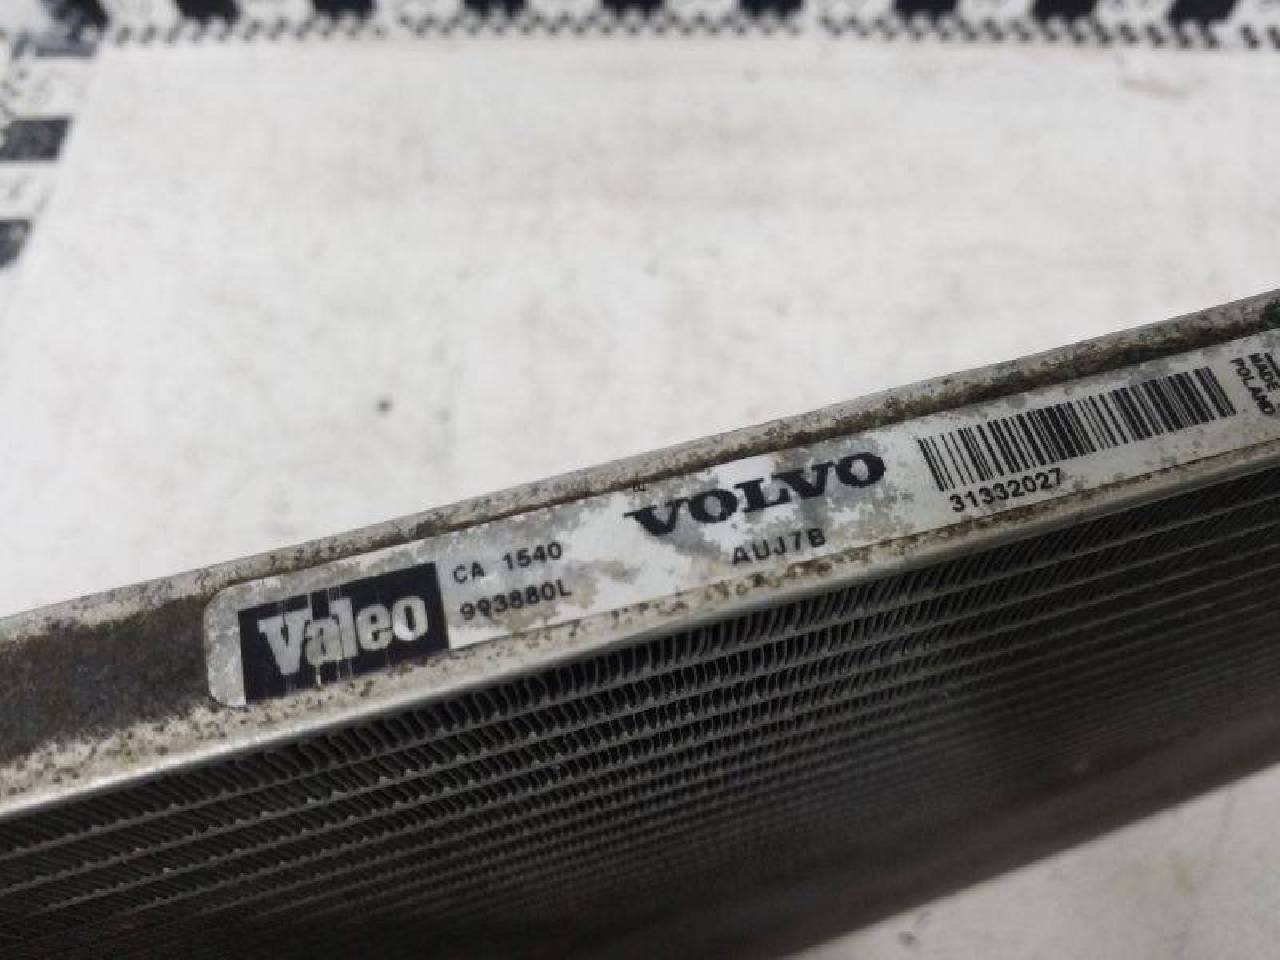 Valeo
CA 1540
993880L
VOLVO
AUJ7B
31332027
MADE
POLAND